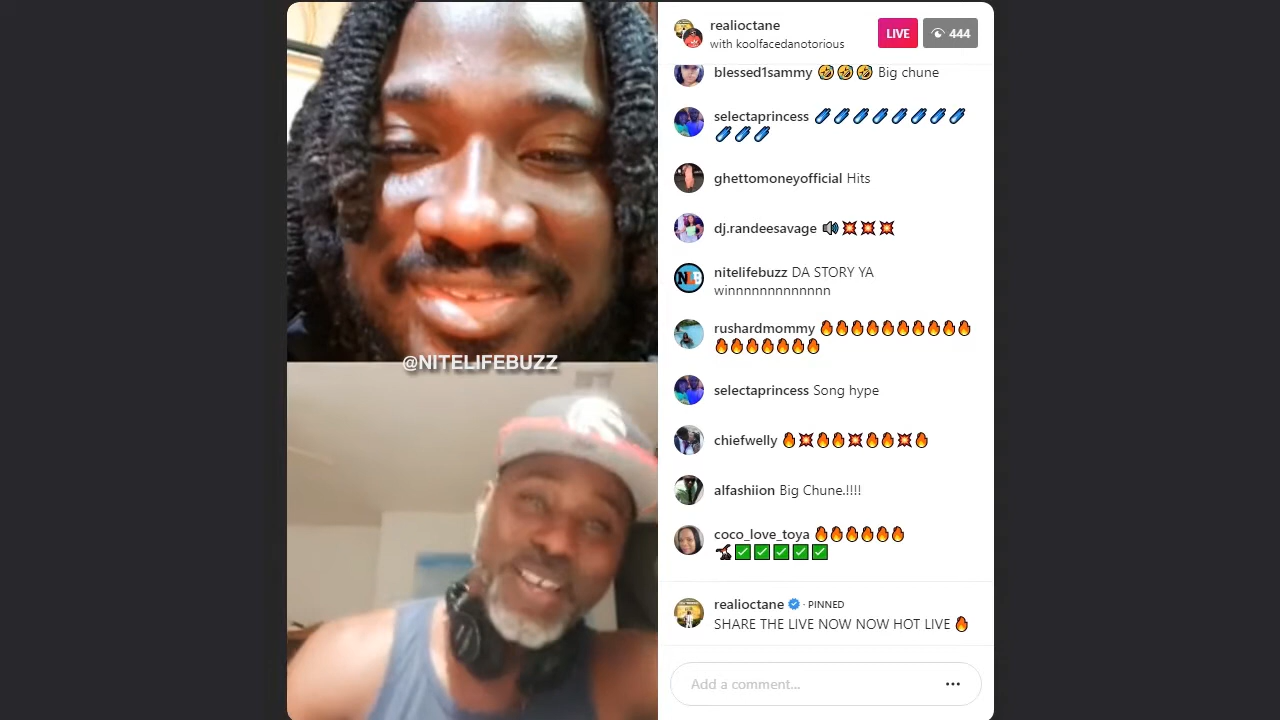 realioctane
with koolfacedanotorious
LIVE
444
blessed1sammy 🤣🤣🤣 Big chune
selectaprincess
ghettomoneyofficial Hits
dj.randeesavage 🔊💥💥💥
NLB
nitelifebuzz DA STORY YA
winnnnnnnnnnnnn
rushardmommy 🔥🔥🔥🔥🔥🔥🔥🔥🔥🔥
🔥🔥🔥🔥🔥🔥🔥
selectaprincess Song hype
chiefwelly 🔥💥🔥🔥💥🔥🔥💥🔥
alfashiion Big Chune.!!!!
coco_love_toya 🔥🔥🔥🔥🔥🔥
✅✅✅✅✅
realioctane · PINNED
SHARE THE LIVE NOW NOW HOT LIVE 🔥
Add a comment...
@NITELIFEBUZZ